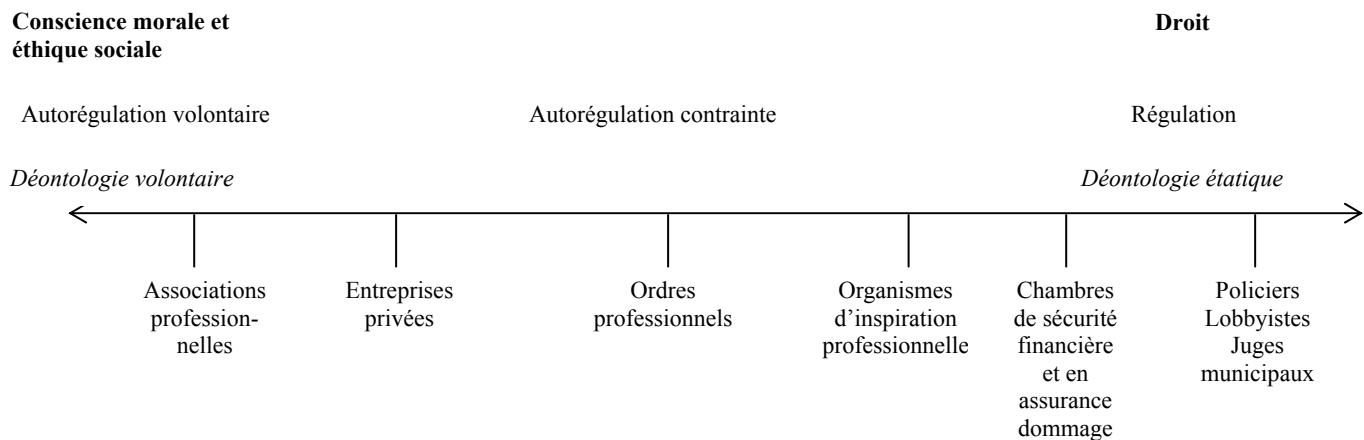 Conscience morale et
éthique sociale
Droit
Autorégulation volontaire
Autorégulation contrainte
Régulation
Déontologie volontaire
Déontologie étatique
Associations
profession-
nelles
Entreprises
privées
Ordres
professionnels
Organismes
d’inspiration
professionnelle
Chambres
de sécurité
financière
et en
assurance
dommage
Policiers
Lobbyistes
Juges
municipaux